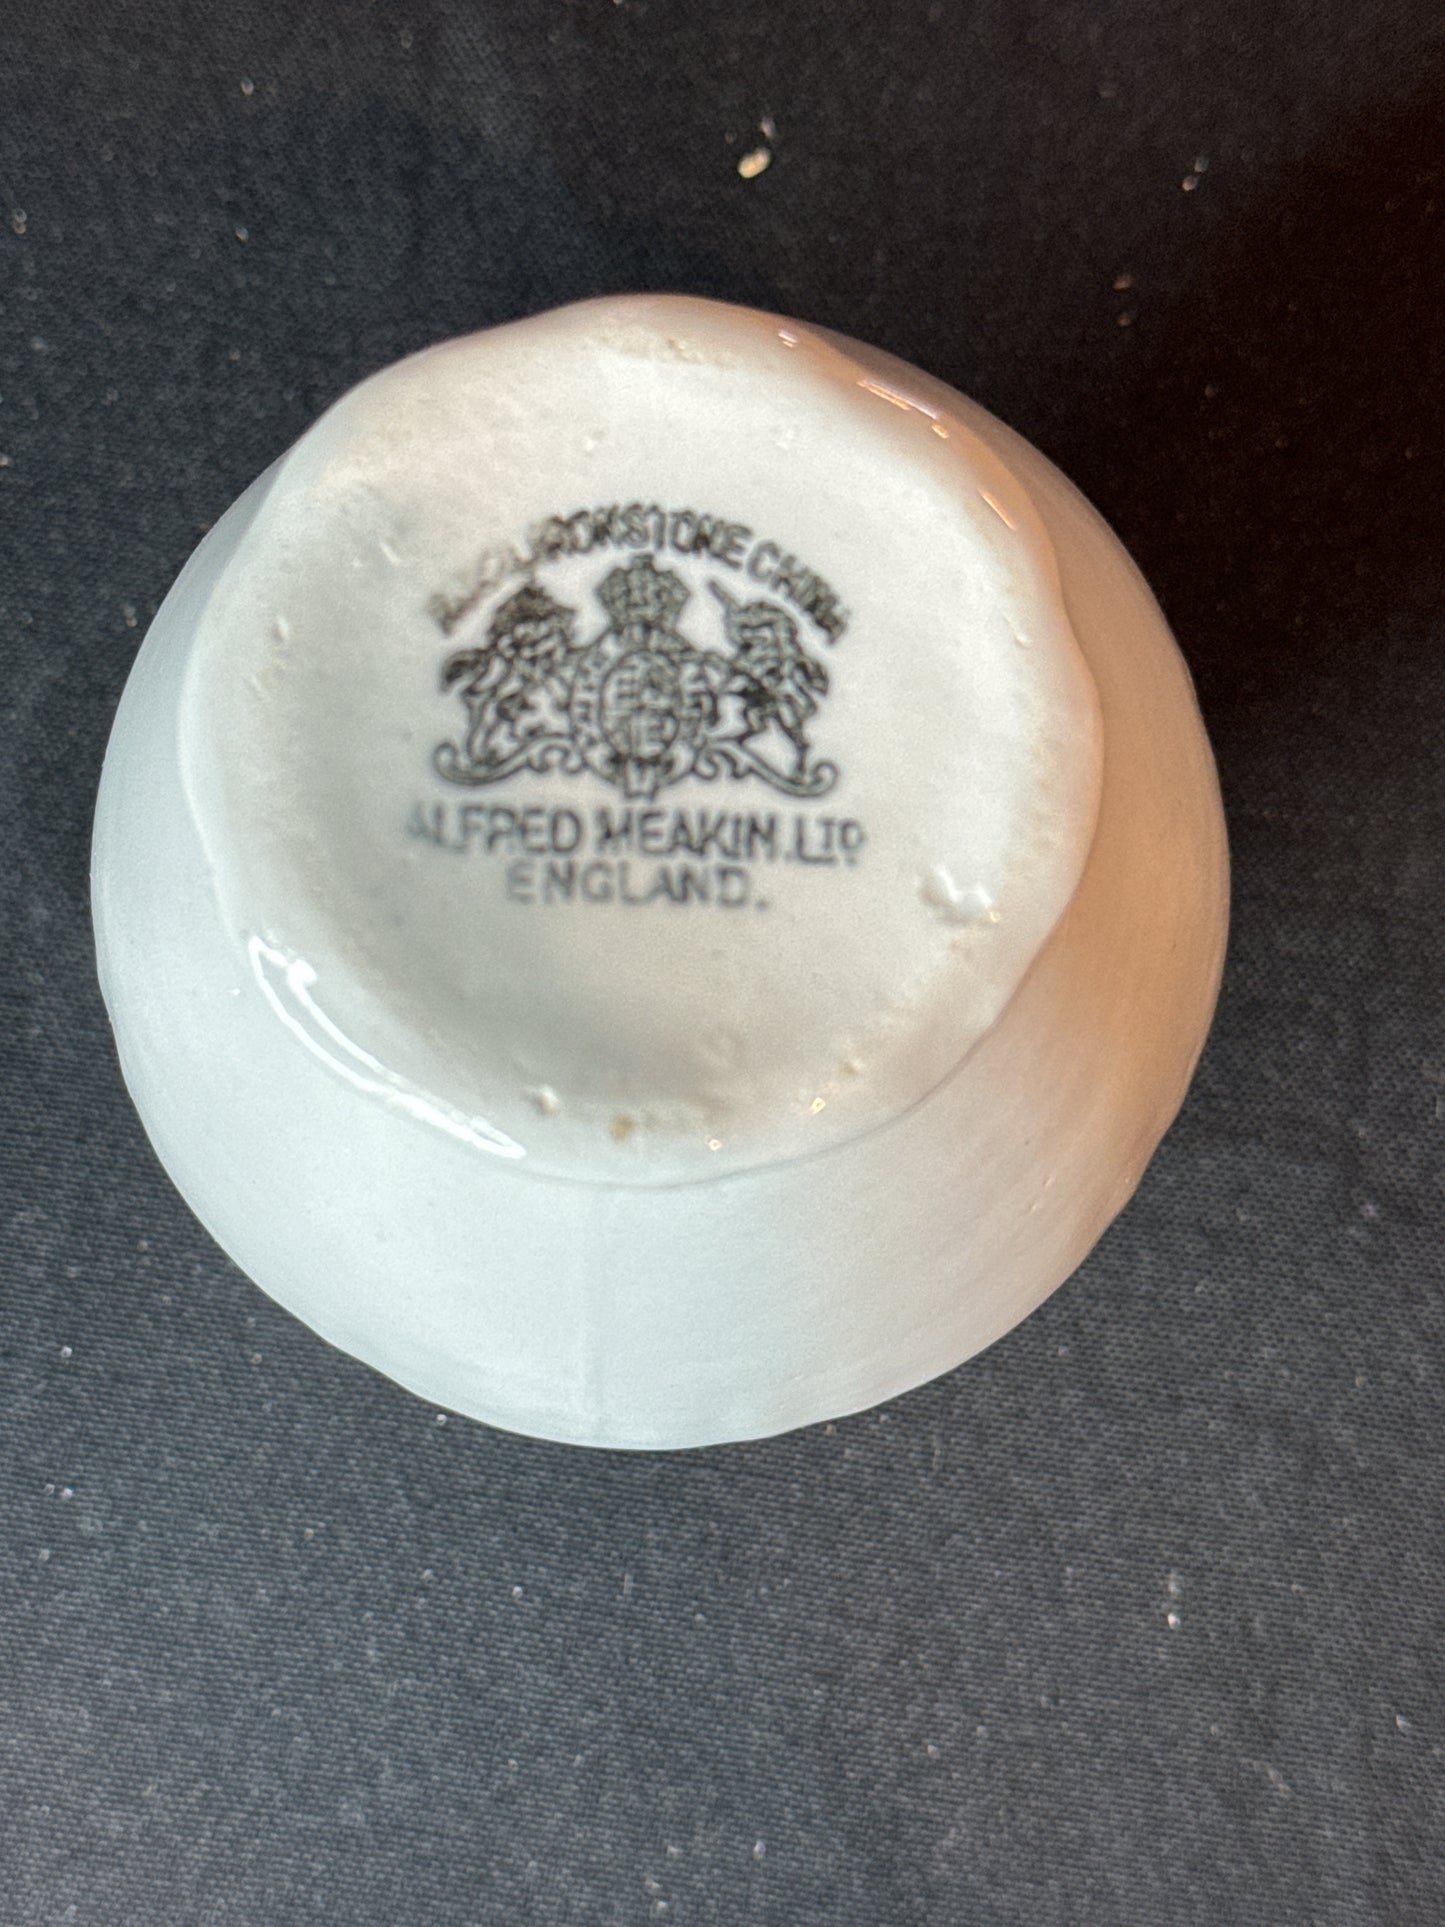 IRONSTONE CHINA
ALFRED MEAKIN. LTD
ENGLAND.